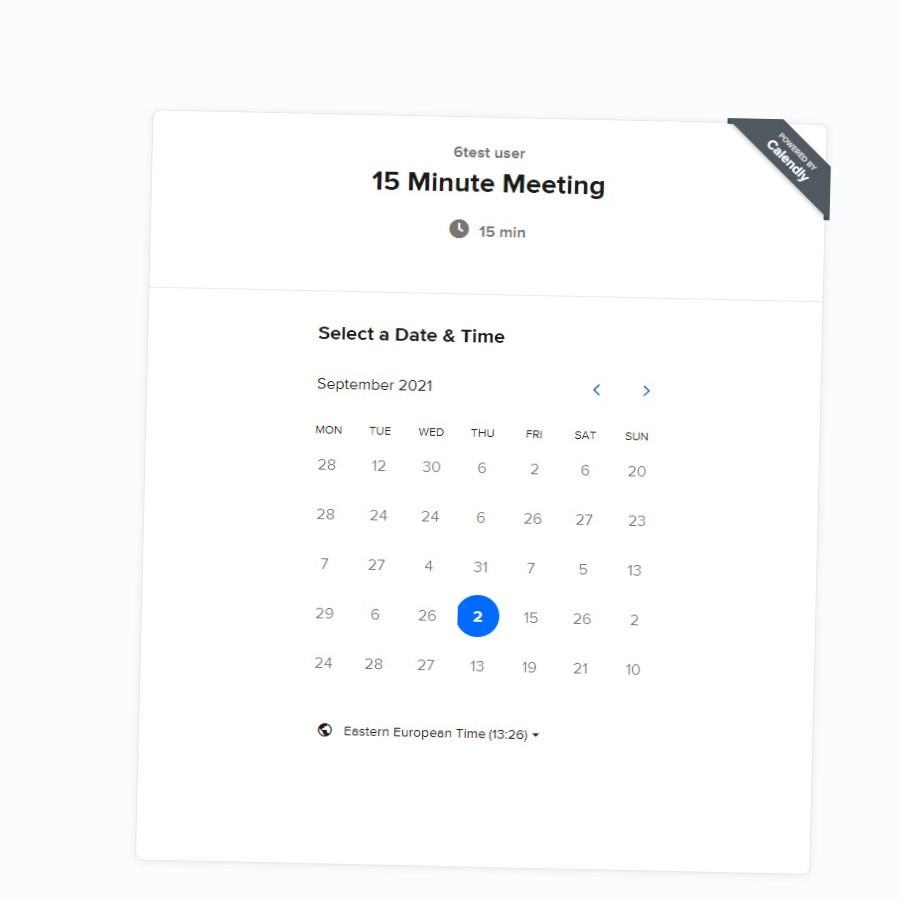 POWERED BY
Calendly
6test user
15 Minute Meeting
15 min
Select a Date & Time
September 2021
MON TUE WED THU FRI SAT SUN
28 12 30 6 2 6 20
28 24 24 6 26 27 23
7 27 4 31 7 5 13
29 6 26 2 15 26 2
24 28 27 13 19 21 10
Eastern European Time (13:26)